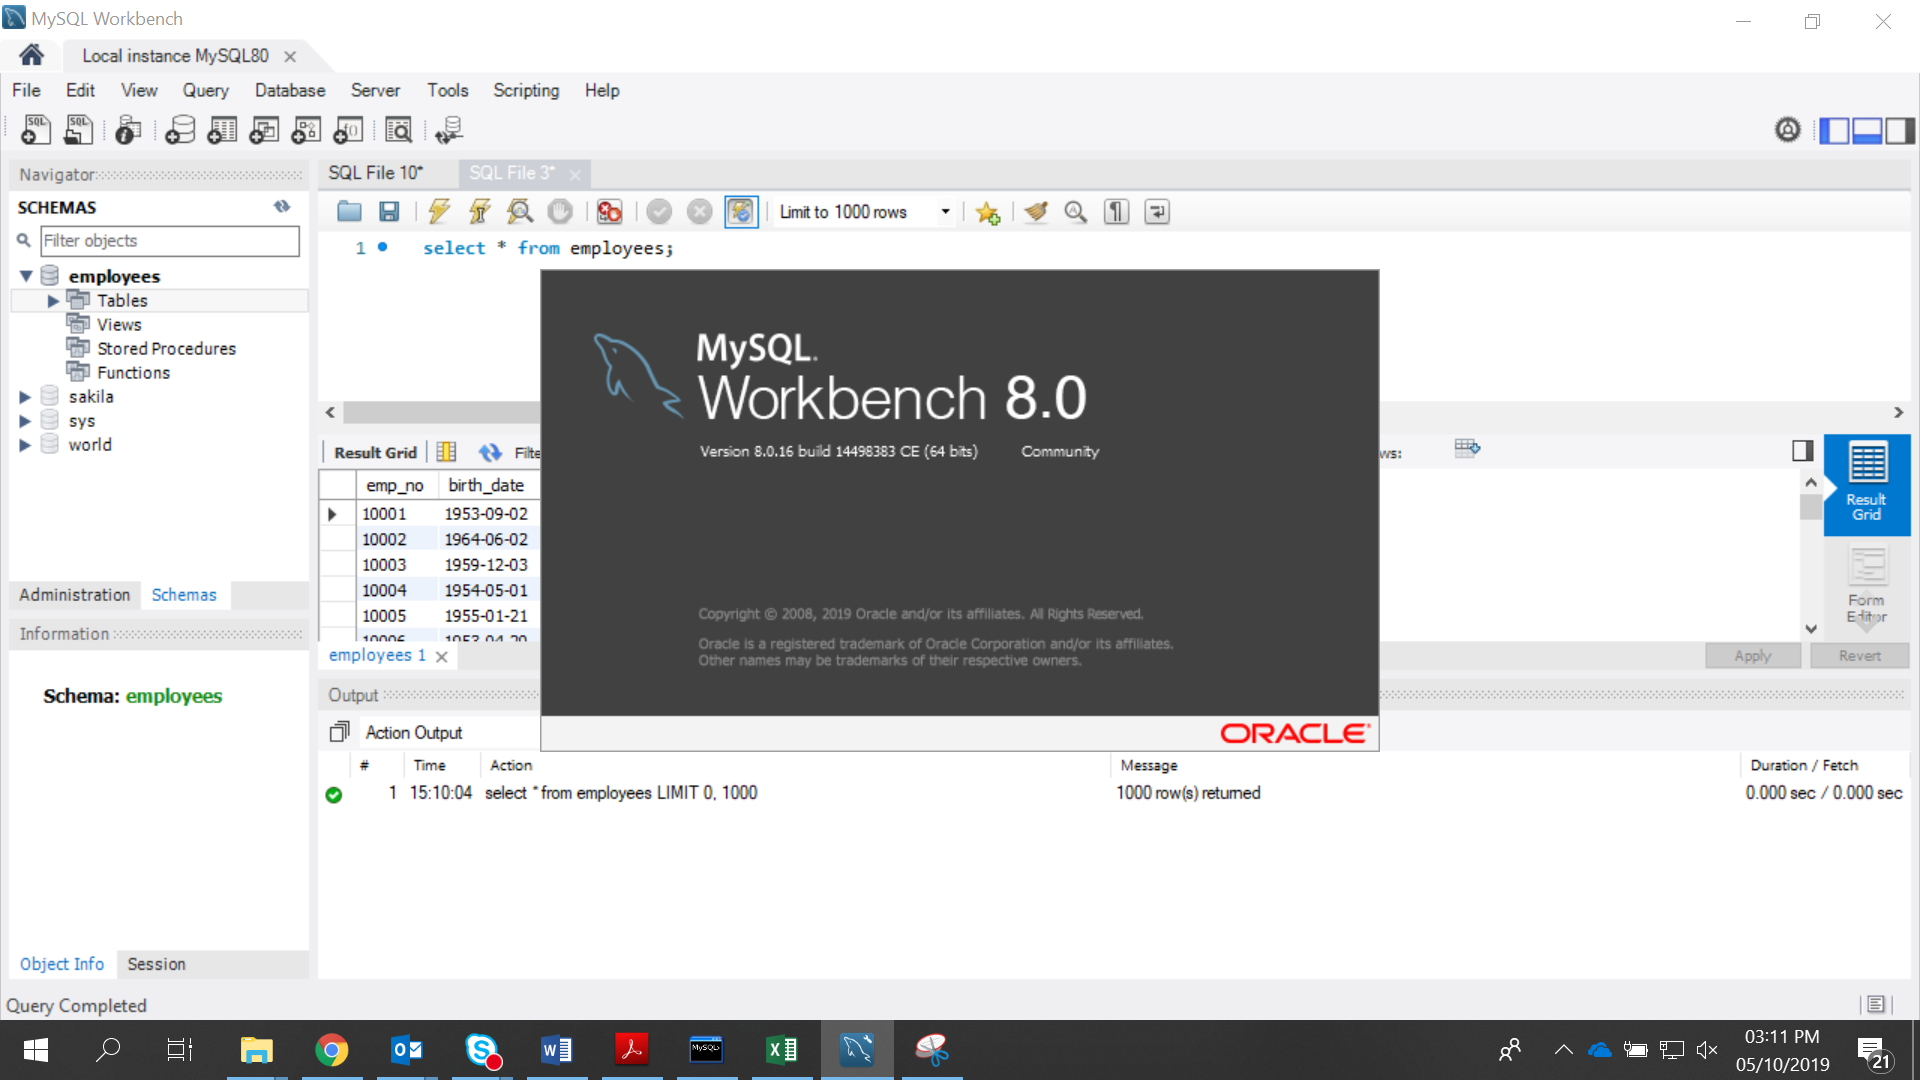 MySQL Workbench
Local instance MySQL80
File Edit View Query Database Server Tools Scripting Help
Navigator
SQL File 10* SQL File 3*
SCHEMAS
Limit to 1000 rows
Filter objects
1 select * from employees;
employees
Tables
Views
Stored Procedures
Functions
sakila
sys
world
MySQL.
Workbench 8.0
Version 8.0.16 build 14498383 CE (64 bits) Community
Copyright © 2008, 2019 Oracle and/or its affiliates. All Rights Reserved.
Oracle is a registered trademark of Oracle Corporation and/or its affiliates.
Other names may be trademarks of their respective owners.
ORACLE
Result Grid
emp_no birth_date
10001 1953-09-02
10002 1964-06-02
10003 1959-12-03
10004 1954-05-01
10005 1955-01-21
10006 1953-04-20
Result
Grid
Form
Editor
Administration Schemas
Information
employees 1
Apply Revert
Schema: employees
Output
Action Output
# Time Action Message Duration / Fetch
1 15:10:04 select * from employees LIMIT 0, 1000 1000 row(s) returned 0.000 sec / 0.000 sec
Object Info Session
Query Completed
03:11 PM
05/10/2019
21